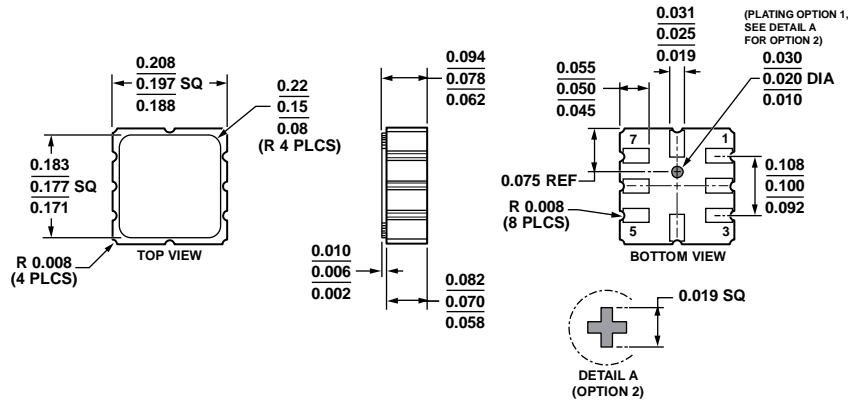 0.208
0.197 SQ
0.188
0.22
0.15
0.08
(R 4 PLCS)
0.183
0.177 SQ
0.171
R 0.008
(4 PLCS)
TOP VIEW
0.094
0.078
0.062
0.010
0.006
0.002
0.082
0.070
0.058
0.031
0.025
0.019
(PLATING OPTION 1,
SEE DETAIL A
FOR OPTION 2)
0.030
0.020 DIA
0.010
0.055
0.050
0.045
7
1
0.075 REF
0.108
0.100
0.092
R 0.008
(8 PLCS)
5
3
BOTTOM VIEW
0.019 SQ
DETAIL A
(OPTION 2)